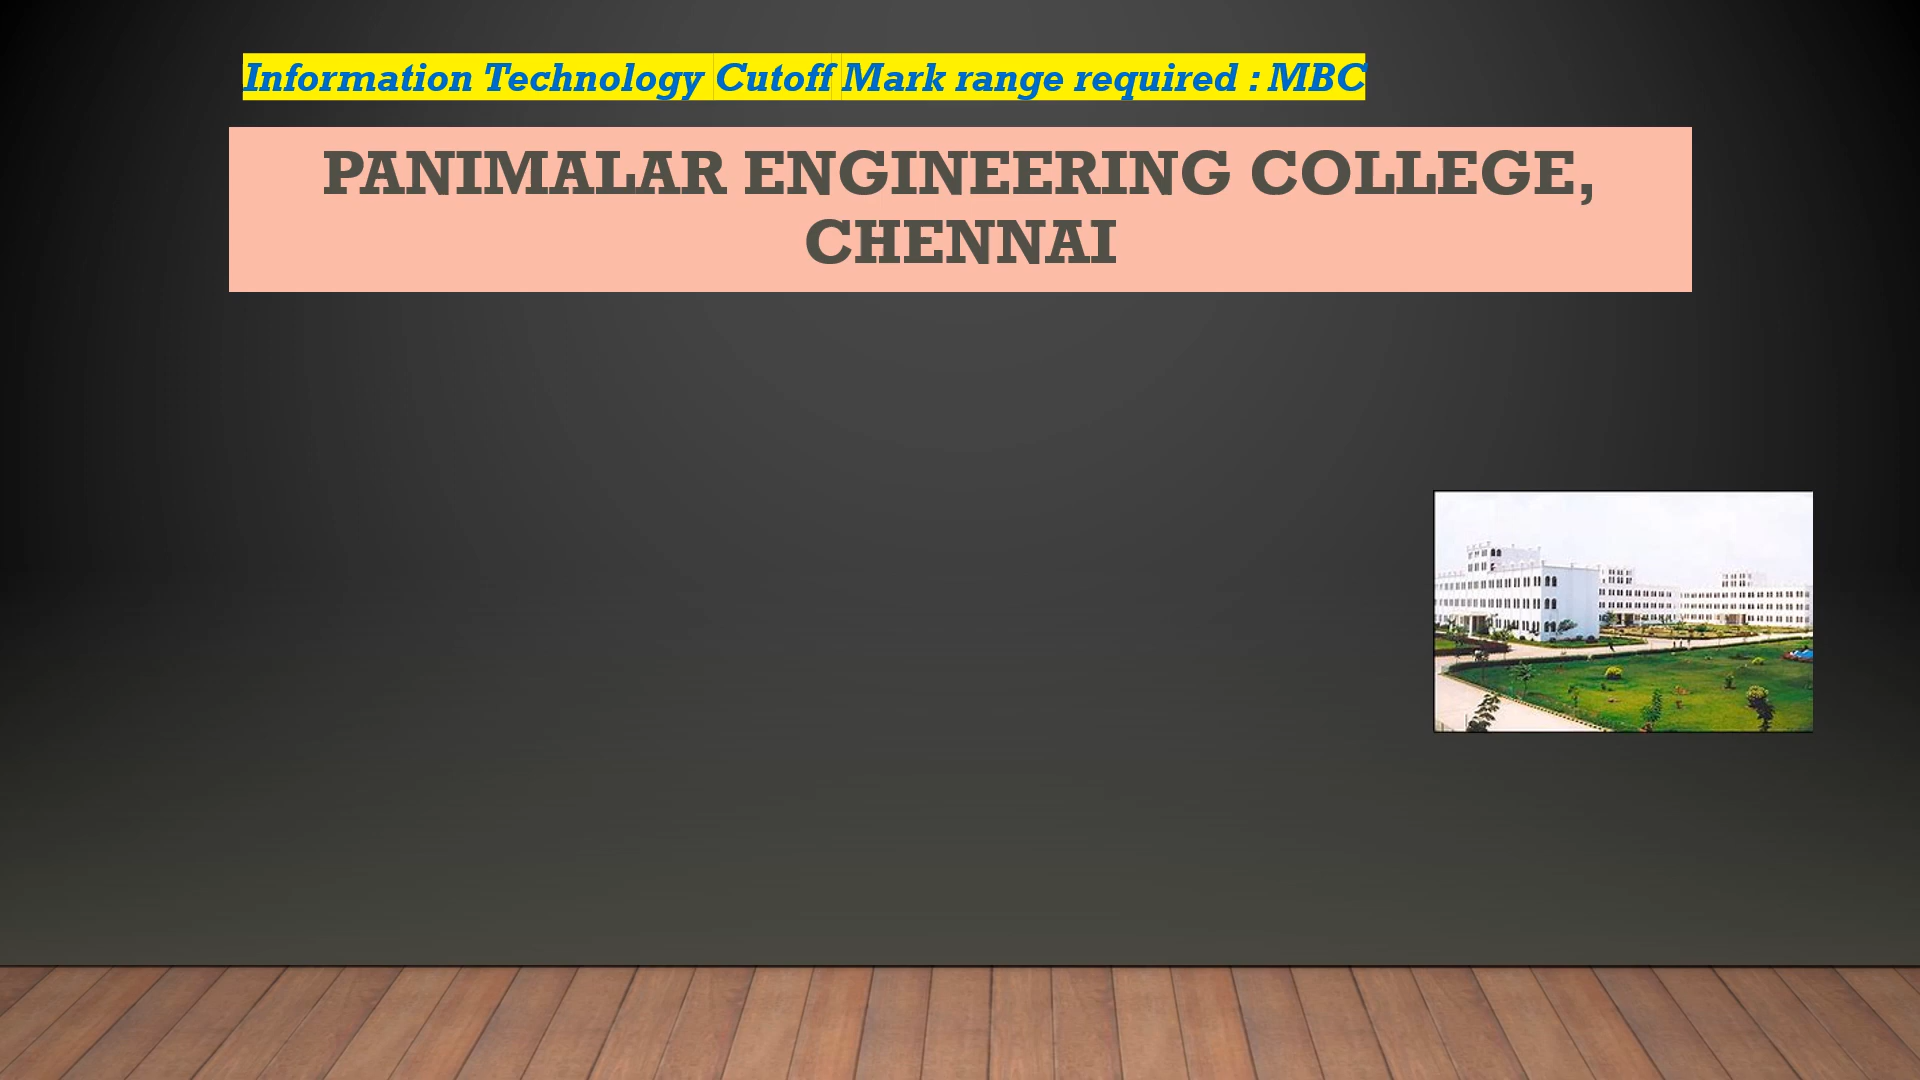 Information Technology Cutoff Mark range required : MBC
PANIMALAR ENGINEERING COLLEGE,
CHENNAI